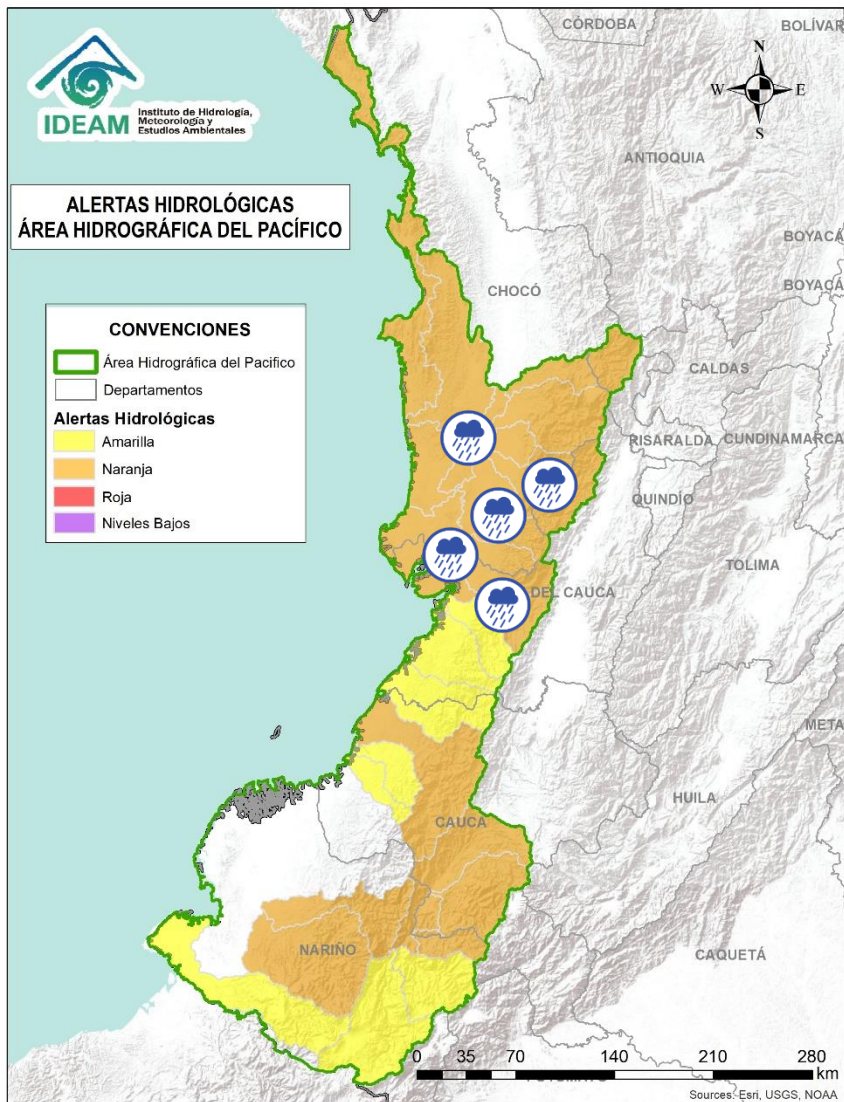 IDEAM
Instituto de Hidrología,
Meteorología y
Estudios Ambientales
CÓRDOBA
BOLÍVAR
N
W E
S
ANTIOQUIA
ALERTAS HIDROLÓGICAS
ÁREA HIDROGRÁFICA DEL PACÍFICO
BOYACÁ
BOYACÁ
CHOCÓ
CONVENCIONES
Área Hidrográfica del Pacifico
Departamentos
Alertas Hidrológicas
Amarilla
Naranja
Roja
Niveles Bajos
CALDAS
RISARALDA
CUNDINAMARCA
QUINDÍO
TOLIMA
DEL CAUCA
META
HUILA
CAUCA
NARIÑO
CAQUETÁ
0 35 70 140 210 280
km
Sources: Esri, USGS, NOAA